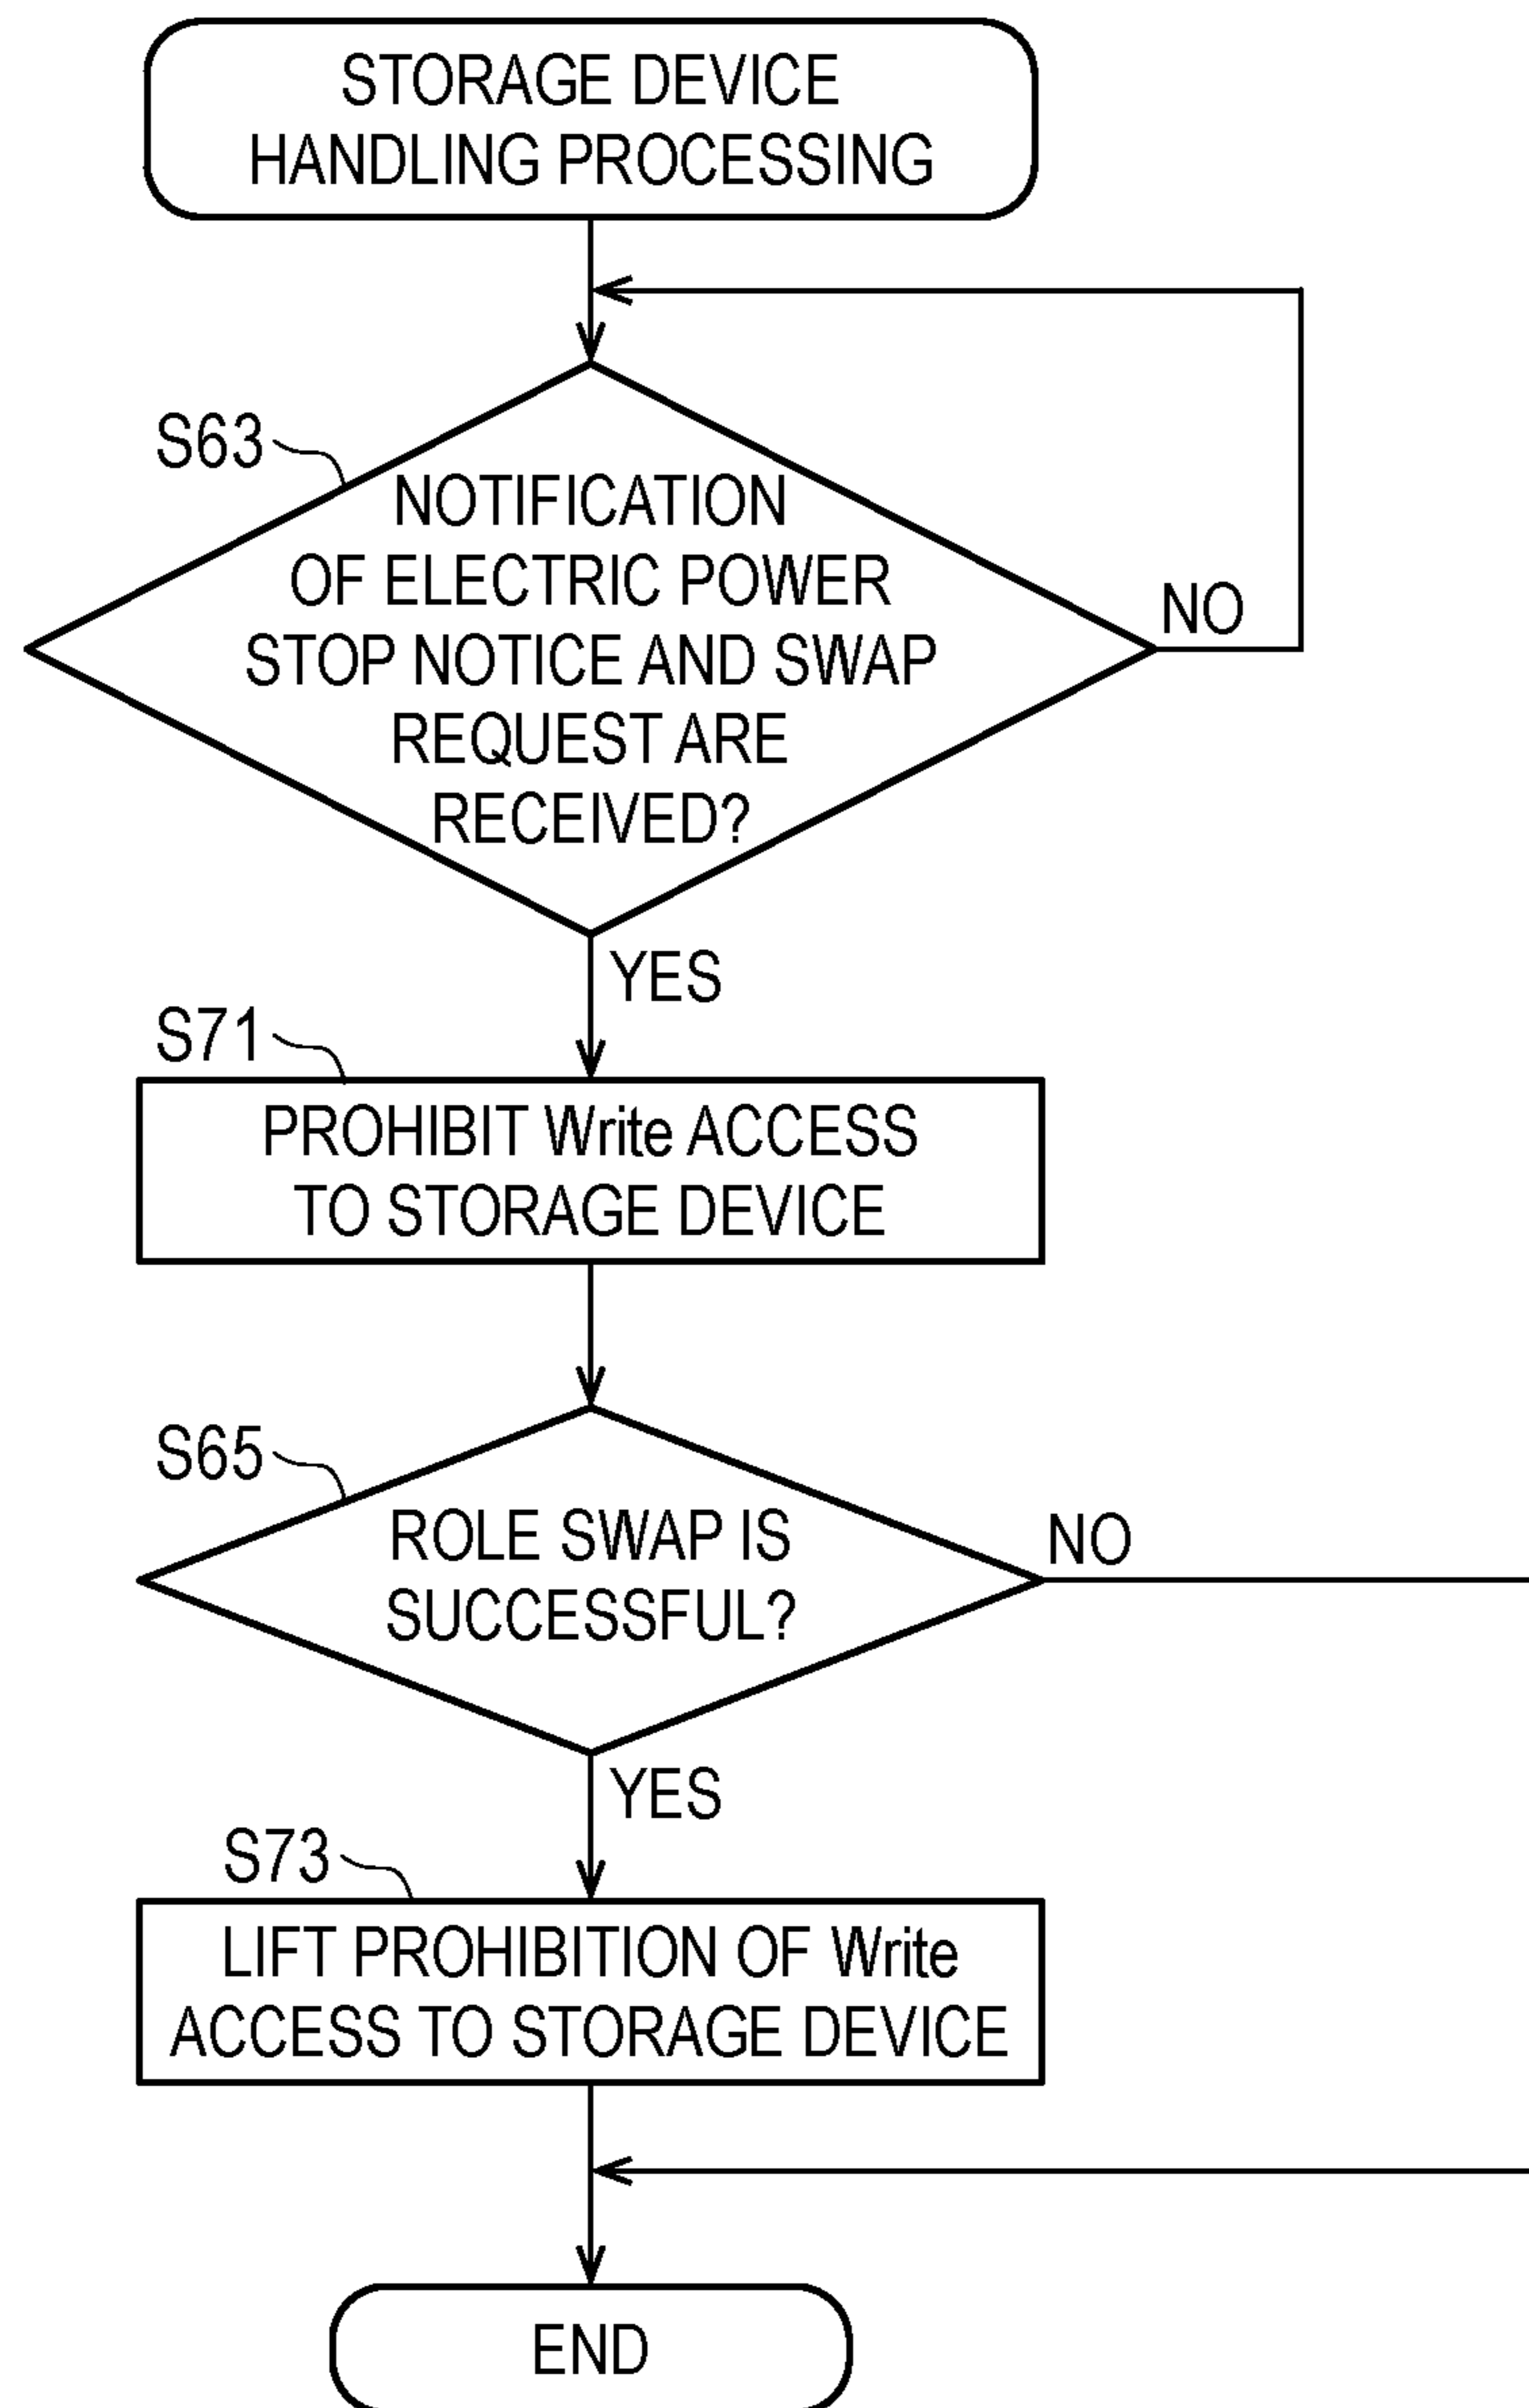 STORAGE DEVICE
HANDLING PROCESSING
S63
NOTIFICATION
OF ELECTRIC POWER
STOP NOTICE AND SWAP
REQUEST ARE
RECEIVED?
NO
YES
S71
PROHIBIT Write ACCESS
TO STORAGE DEVICE
S65
ROLE SWAP IS
SUCCESSFUL?
NO
YES
S73
LIFT PROHIBITION OF Write
ACCESS TO STORAGE DEVICE
END